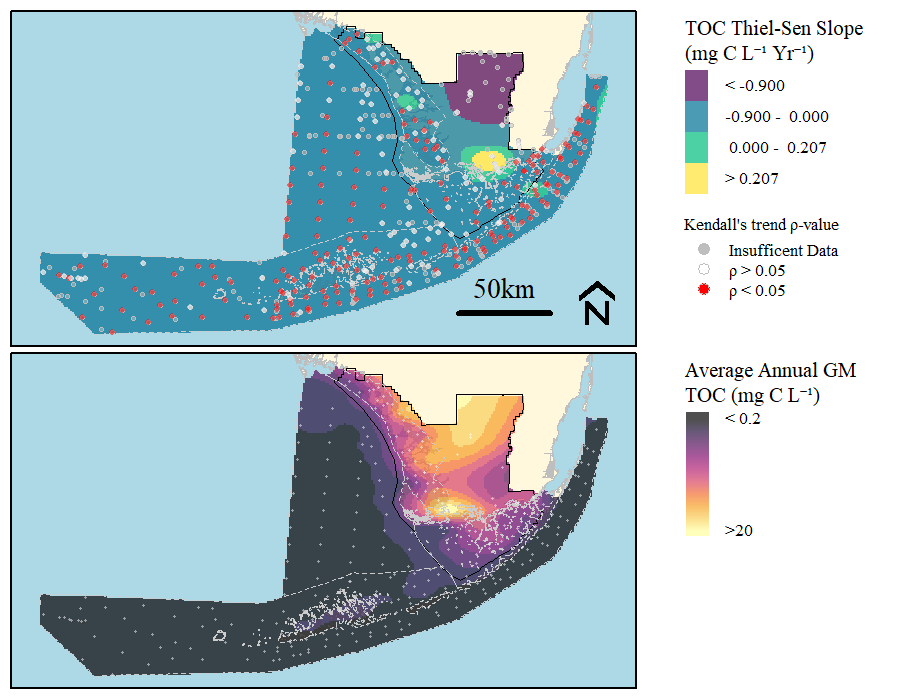 TOC Thiel-Sen Slope
(mg C L⁻¹ Yr⁻¹)
< -0.900
-0.900 - 0.000
0.000 - 0.207
> 0.207
Kendall's trend ρ-value
Insufficent Data
ρ > 0.05
ρ < 0.05
50km
N
Average Annual GM
TOC (mg C L⁻¹)
< 0.2
>20